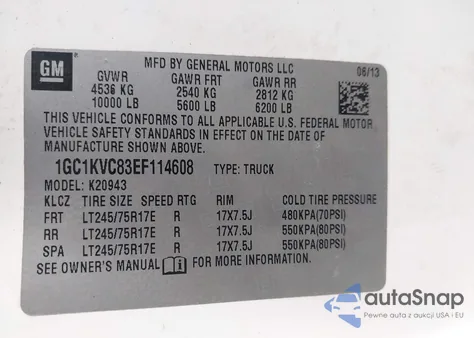 GM
MFD BY GENERAL MOTORS LLC
06/13
GVWR GAWR FRT GAWR RR
4536 KG 2540 KG 2812 KG
10000 LB 5600 LB 6200 LB
THIS VEHICLE CONFORMS TO ALL APPLICABLE U.S. FEDERAL MOTOR
VEHICLE SAFETY STANDARDS IN EFFECT ON THE DATE OF
MANUFACTURE SHOWN ABOVE.
1GC1KVC83EF114608 TYPE: TRUCK
MODEL: K20943
KLCZ TIRE SIZE SPEED RTG RIM COLD TIRE PRESSURE
FRT LT245/75R17E R 17X7.5J 480KPA(70PSI)
RR LT245/75R17E R 17X7.5J 550KPA(80PSI)
SPA LT245/75R17E R 17X7.5J 550KPA(80PSI)
SEE OWNER'S MANUAL FOR MORE INFORMATION.
autoSnap
Pewne auta z aukcji USA i EU